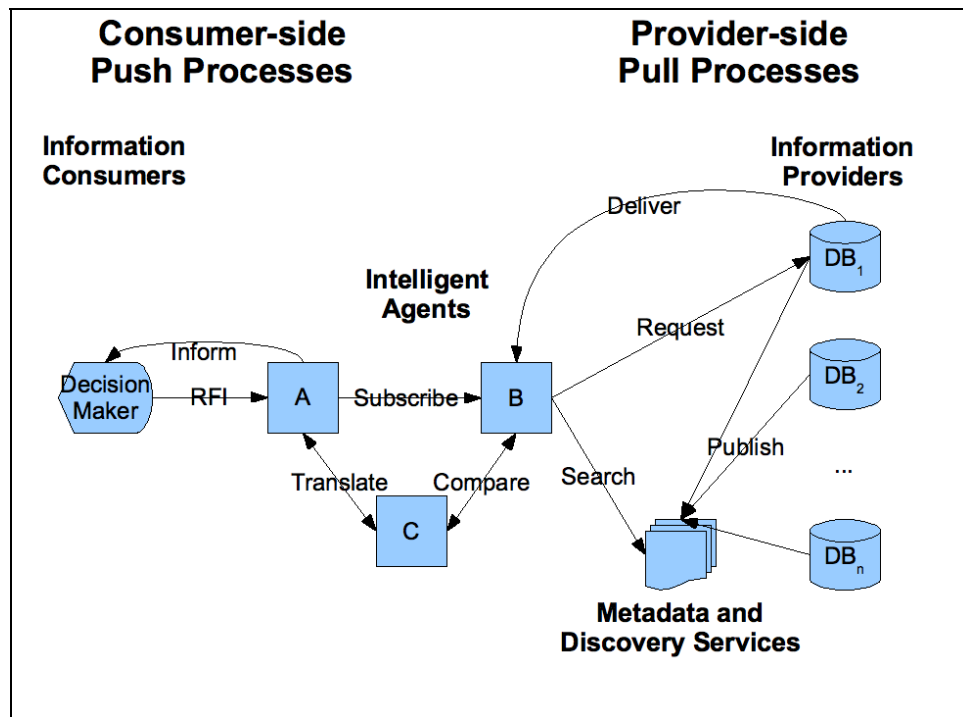 Consumer-side
Push Processes
Provider-side
Pull Processes
Information
Consumers
Information
Providers
Deliver
DB1
Intelligent
Agents
Request
Inform
Decision
Maker
RFI
A
Subscribe
B
DB2
Publish
...
Translate
Compare
Search
C
DBn
Metadata and
Discovery Services